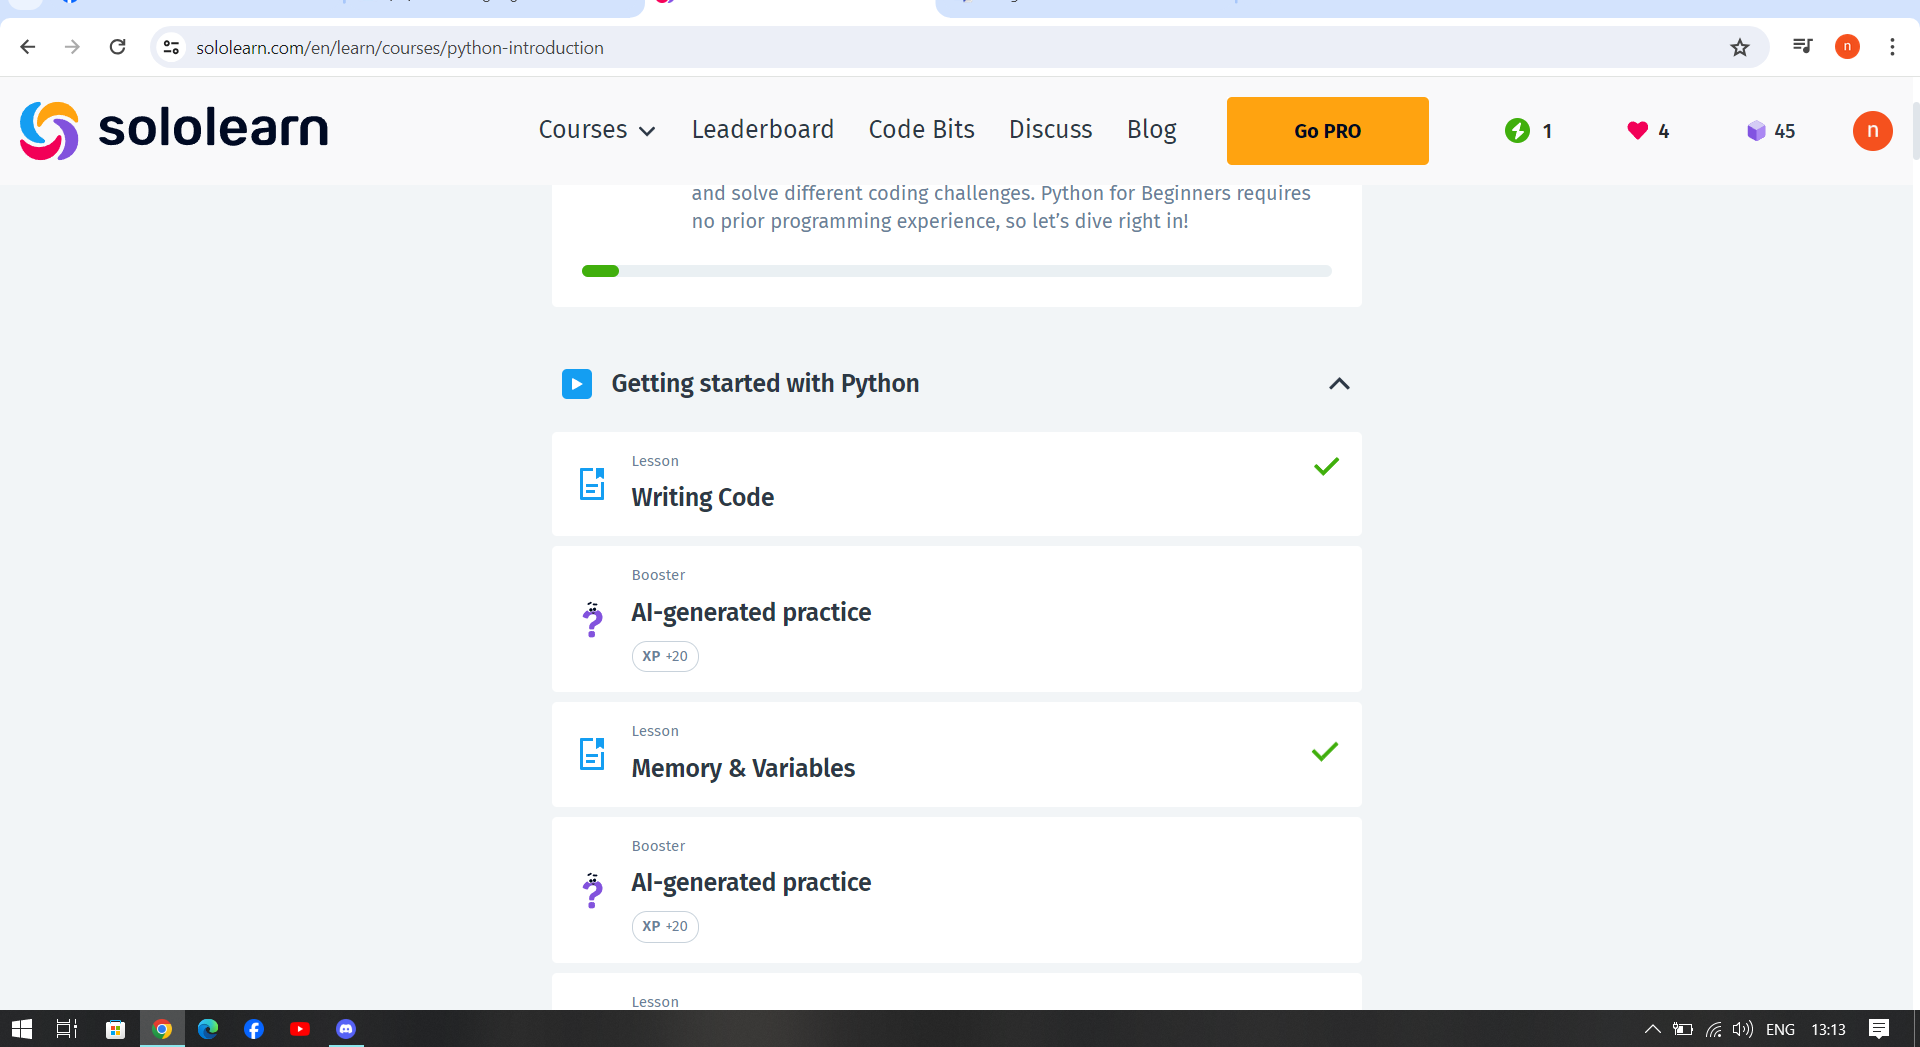 sololearn.com/en/learn/courses/python-introduction
n
sololearn
Courses
Leaderboard
Code Bits
Discuss
Blog
Go PRO
1
4
45
n
and solve different coding challenges. Python for Beginners requires
no prior programming experience, so let’s dive right in!
Getting started with Python
Lesson
Writing Code
Booster
AI-generated practice
XP +20
Lesson
Memory & Variables
Booster
AI-generated practice
XP +20
Lesson
ENG
13:13